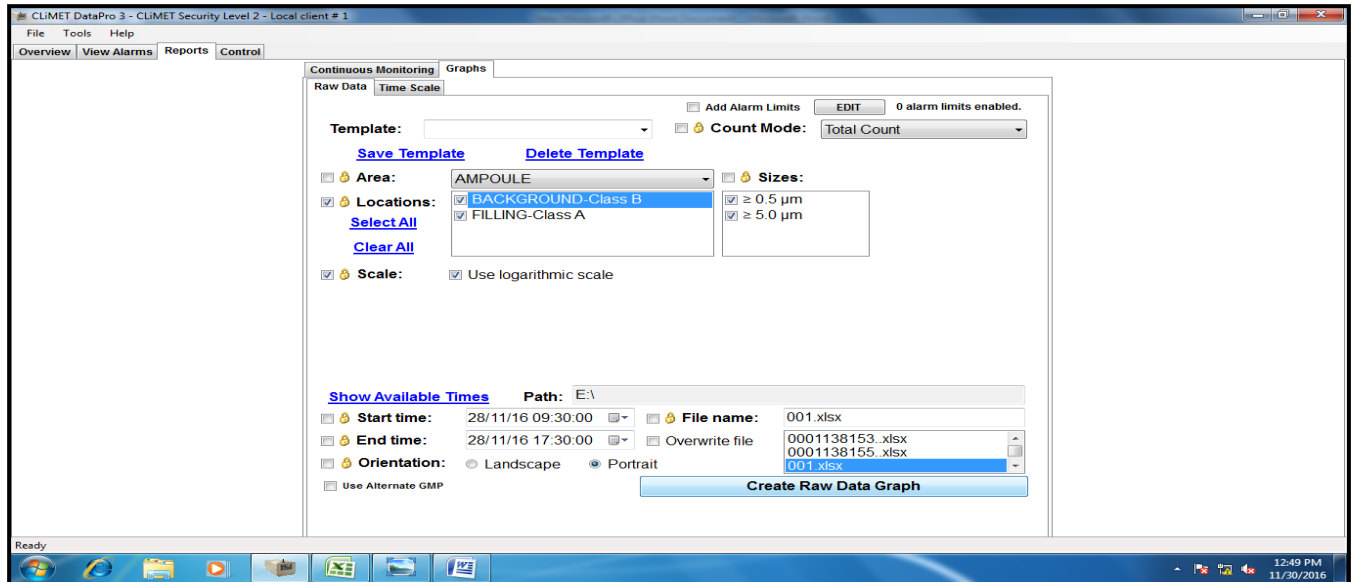 CLiMET DataPro 3 - CLiMET Security Level 2 - Local client # 1
File Tools Help
Overview View Alarms Reports Control
Continuous Monitoring Graphs
Raw Data Time Scale
Add Alarm Limits EDIT 0 alarm limits enabled.
Template: Count Mode: Total Count
Save Template Delete Template
Area: AMPOULE Sizes:
Locations: BACKGROUND-Class B ≥ 0.5 µm
FILLING-Class A ≥ 5.0 µm
Select All
Clear All
Scale: Use logarithmic scale
Show Available Times Path: E:\
Start time: 28/11/16 09:30:00 File name: 001.xlsx
End time: 28/11/16 17:30:00 Overwrite file 0001138153..xlsx
0001138155..xlsx
Orientation: Landscape Portrait 001.xlsx
Use Alternate GMP Create Raw Data Graph
Ready
12:49 PM
11/30/2016